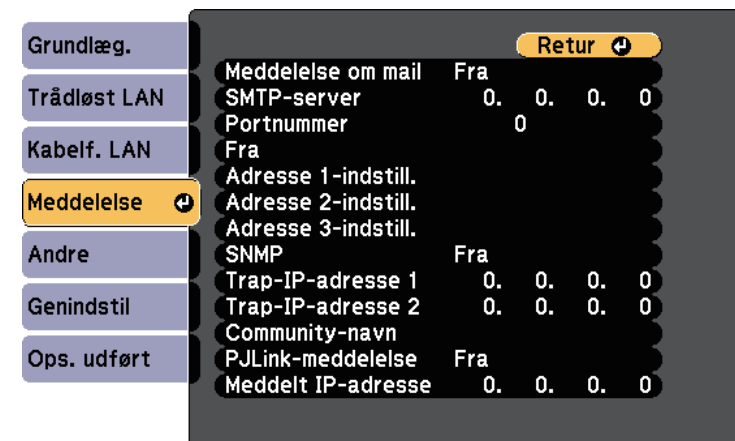 Grundlæg.
Trådløst LAN
Kabelf. LAN
Meddelelse
Andre
Genindstil
Ops. udført
Retur
Meddelelse om mail Fra
SMTP-server 0. 0. 0. 0
Portnummer 0
Fra
Adresse 1-indstill.
Adresse 2-indstill.
Adresse 3-indstill.
SNMP Fra
Trap-IP-adresse 1 0. 0. 0. 0
Trap-IP-adresse 2 0. 0. 0. 0
Community-navn
PJLink-meddelelse Fra
Meddelt IP-adresse 0. 0. 0. 0